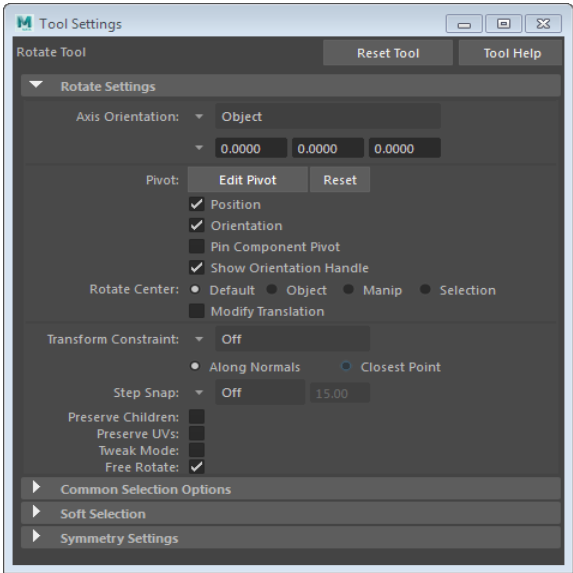 M Tool Settings
Rotate Tool Reset Tool Tool Help
Rotate Settings
Axis Orientation: Object
0.0000 0.0000 0.0000
Pivot: Edit Pivot Reset
Position
Orientation
Pin Component Pivot
Show Orientation Handle
Rotate Center: Default Object Manip Selection
Modify Translation
Transform Constraint: Off
Along Normals Closest Point
Step Snap: Off 15.00
Preserve Children:
Preserve UVs:
Tweak Mode:
Free Rotate:
Common Selection Options
Soft Selection
Symmetry Settings